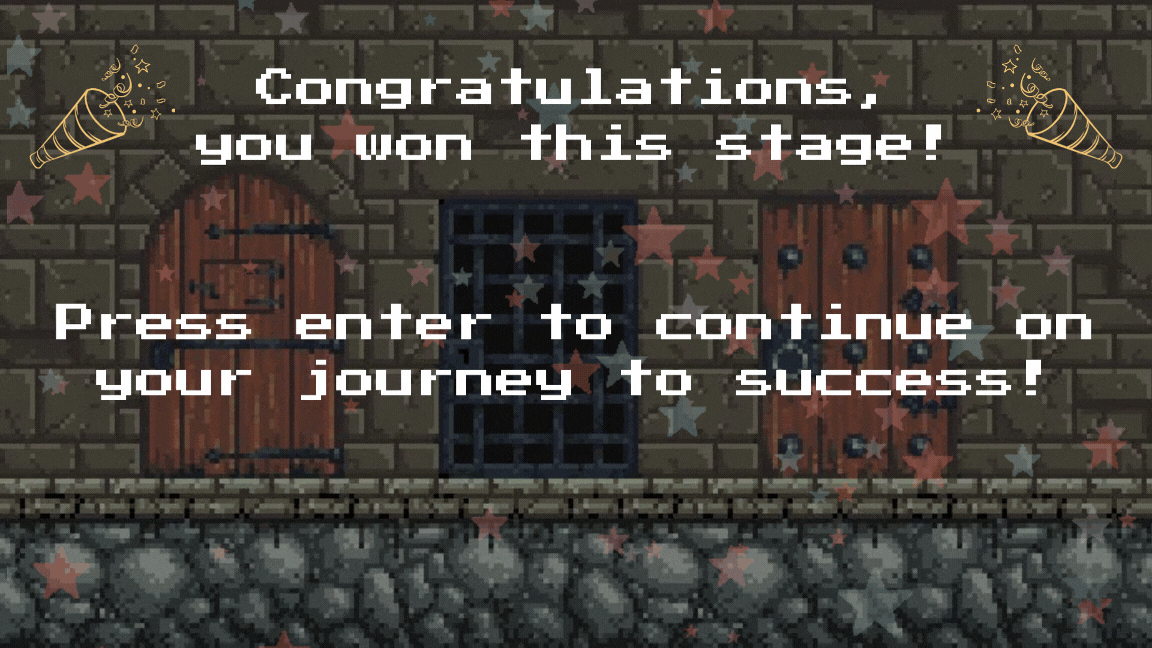 Congratulations,
you won this stage!
Press enter to continue on
your journey to success!